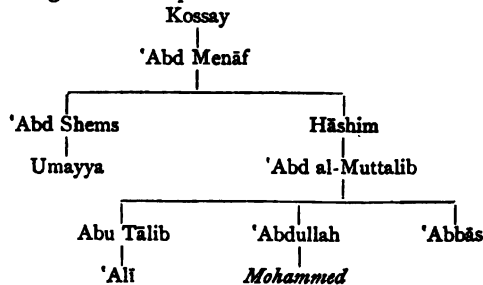 Kossay
‘Abd Menāf
‘Abd Shems Hāshim
Umayya ‘Abd al-Muttalib
Abu Tālib ‘Abdullah ‘Abbās
‘Alī Mohammed